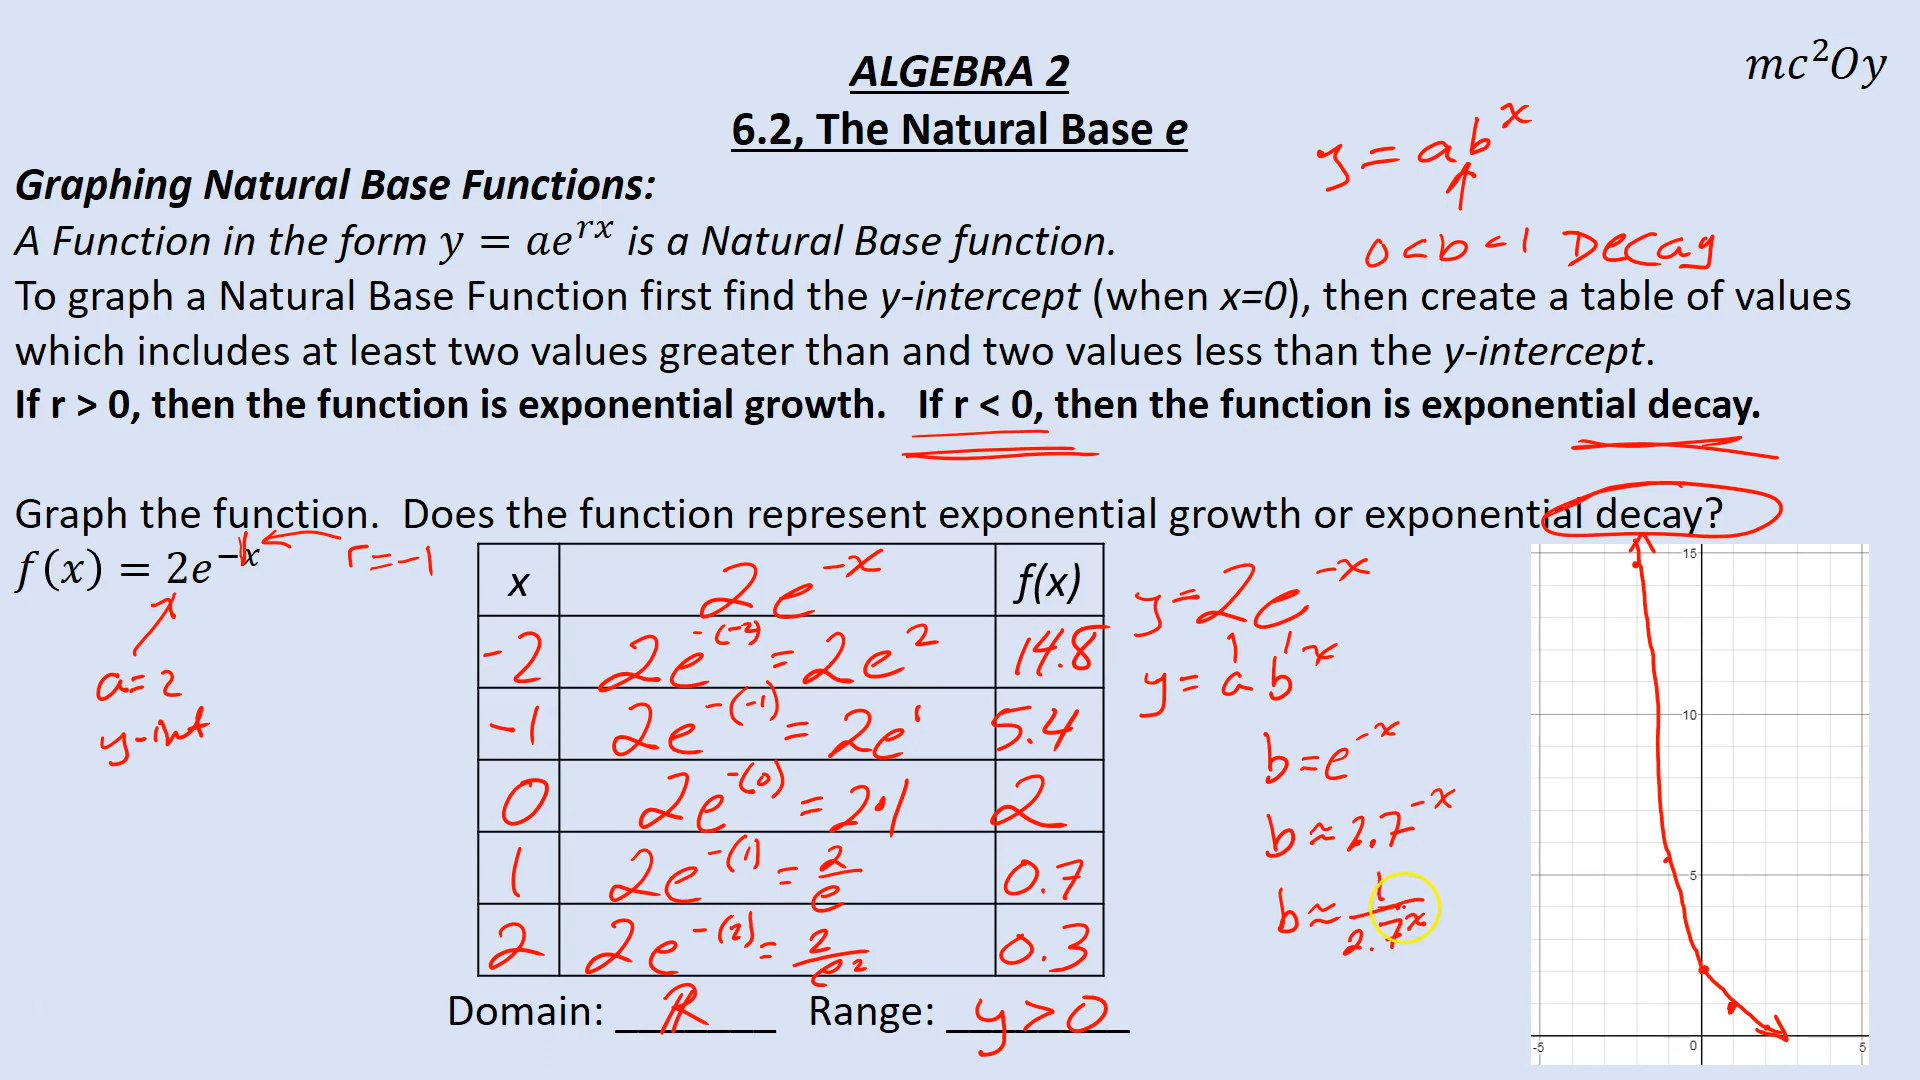 ALGEBRA 2
mc²Oy
6.2, The Natural Base e
y = ab^x
Graphing Natural Base Functions:
A Function in the form y = ae^{rx} is a Natural Base function.
0 < b < 1 Decay
To graph a Natural Base Function first find the y-intercept (when x=0), then create a table of values
which includes at least two values greater than and two values less than the y-intercept.
If r > 0, then the function is exponential growth. If r < 0, then the function is exponential decay.
Graph the function. Does the function represent exponential growth or exponential decay?
f(x) = 2e^{-x}
r = -1
a = 2
y-int
x 2e^{-x} f(x)
-2 2e^{-(-2)} = 2e^2 14.8
-1 2e^{-(-1)} = 2e^1 5.4
0 2e^{-(0)} = 2·1 2
1 2e^{-(1)} = 2/e 0.7
2 2e^{-(2)} = 2/e^2 0.3
Domain: R Range: y > 0
y = 2e^{-x}
y = ab^x
b = e^{-x}
b ≈ 2.7^{-x}
b ≈ 1/2.7^x
15
10
5
-5 0 5